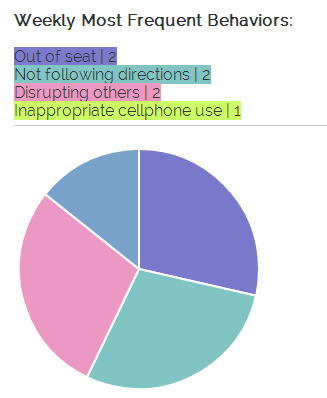 Weekly Most Frequent Behaviors:
Out of seat | 2
Not following directions | 2
Disrupting others | 2
Inappropriate cellphone use | 1